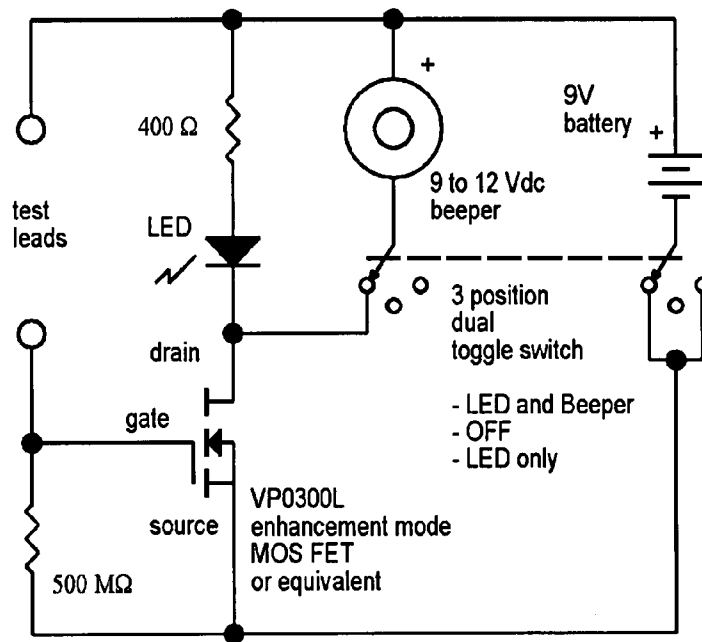 400 Ω
test
leads
LED
+
9 to 12 Vdc
beeper
9V
battery
+
3 position
dual
toggle switch
- LED and Beeper
- OFF
- LED only
drain
gate
source
VP0300L
enhancement mode
MOS FET
or equivalent
500 MΩ